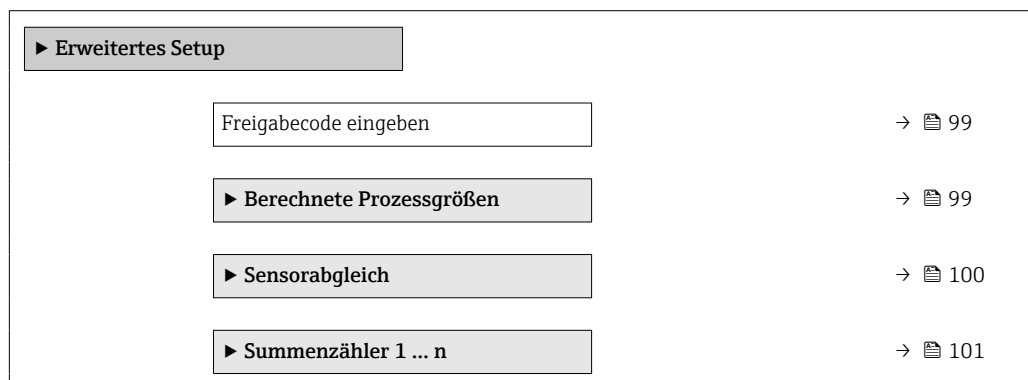 ▶ Erweitertes Setup
Freigabecode eingeben → 99
▶ Berechnete Prozessgrößen → 99
▶ Sensorabgleich → 100
▶ Summenzähler 1 ... n → 101